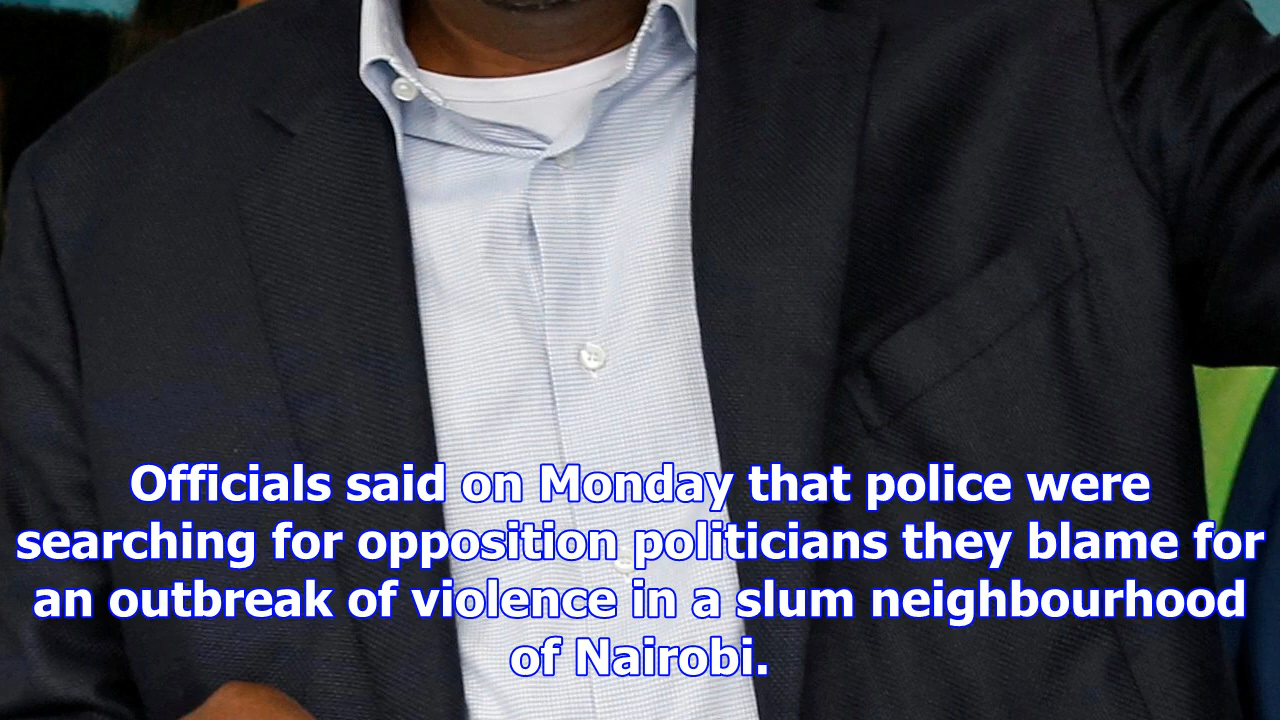 Officials said on Monday that police were
searching for opposition politicians they blame for
an outbreak of violence in a slum neighbourhood
of Nairobi.